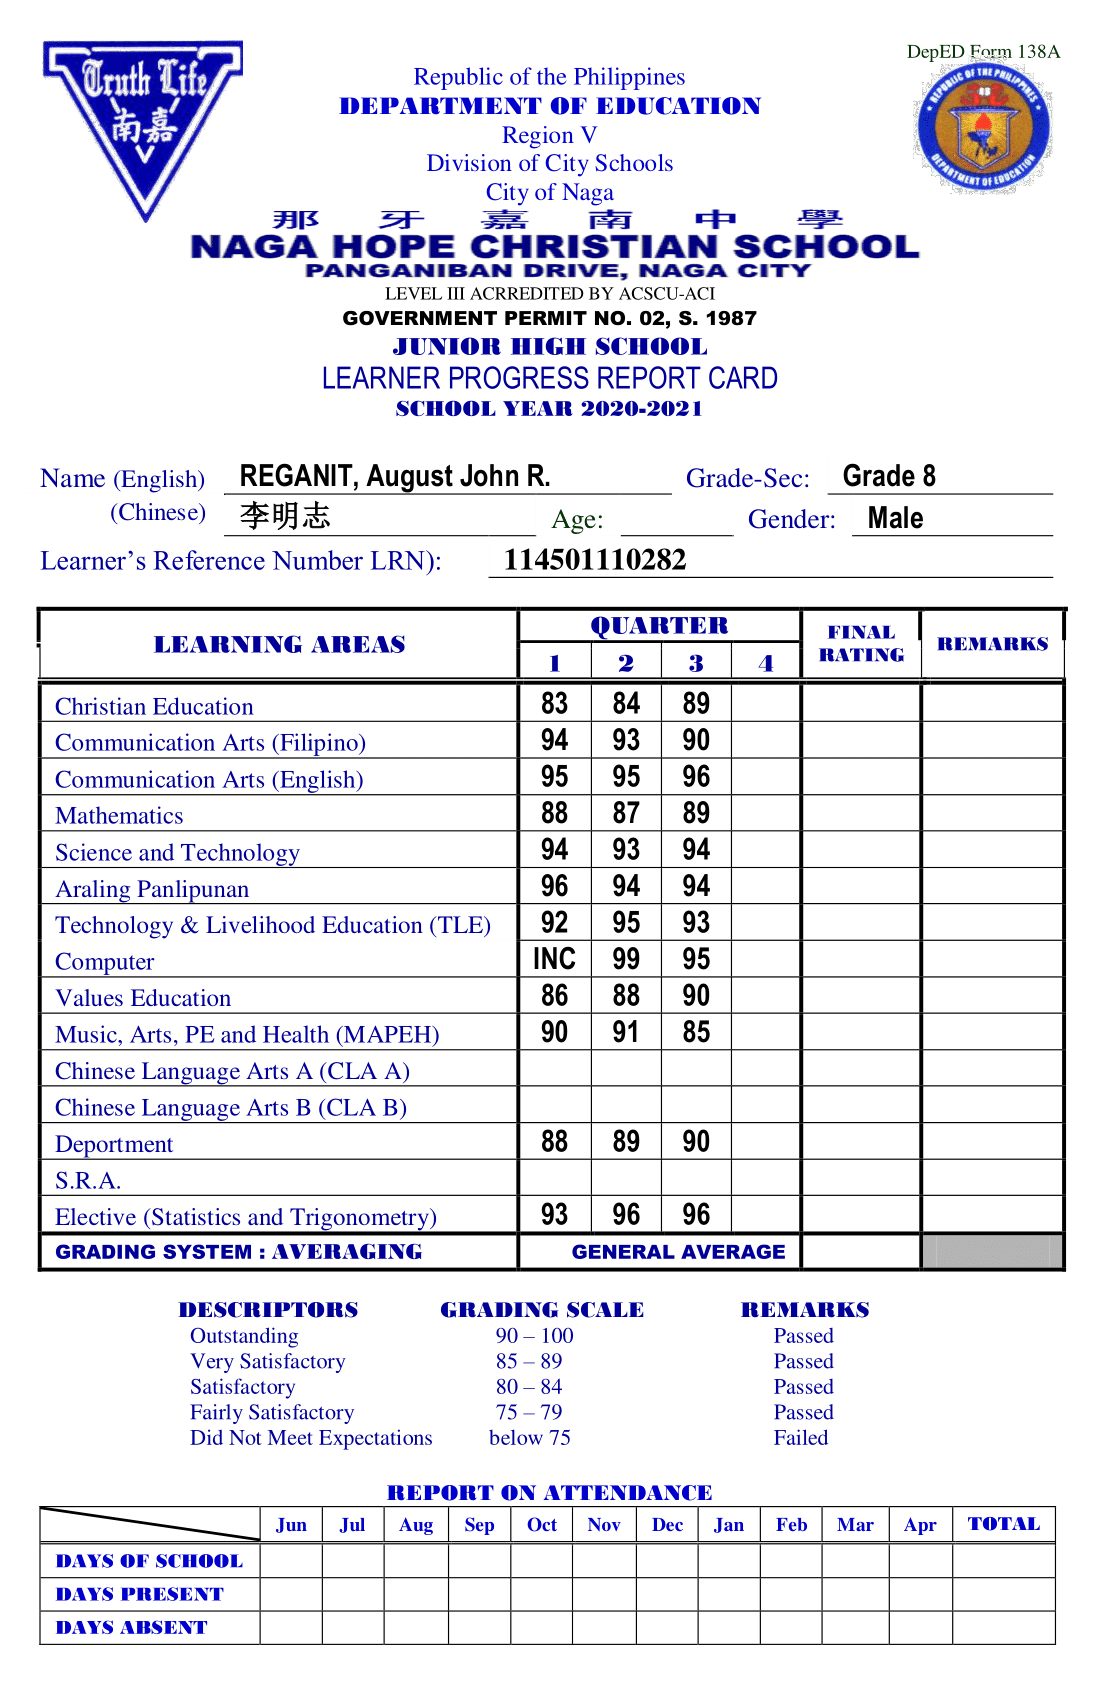 DepED Form 138A
Truth Life
南嘉
REPUBLIC OF THE PHILIPPINES
DEPARTMENT OF EDUCATION
Republic of the Philippines
DEPARTMENT OF EDUCATION
Region V
Division of City Schools
City of Naga
那 牙 嘉 南 中 學
NAGA HOPE CHRISTIAN SCHOOL
PANGANIBAN DRIVE, NAGA CITY
LEVEL III ACRREDITED BY ACSCU-ACI
GOVERNMENT PERMIT NO. 02, S. 1987
JUNIOR HIGH SCHOOL
LEARNER PROGRESS REPORT CARD
SCHOOL YEAR 2020-2021
Name (English) REGANIT, August John R. Grade-Sec: Grade 8
(Chinese) 李明志 Age: Gender: Male
Learner’s Reference Number LRN): 114501110282
LEARNING AREAS QUARTER FINAL RATING REMARKS
1 2 3 4
Christian Education 83 84 89
Communication Arts (Filipino) 94 93 90
Communication Arts (English) 95 95 96
Mathematics 88 87 89
Science and Technology 94 93 94
Araling Panlipunan 96 94 94
Technology & Livelihood Education (TLE) 92 95 93
Computer INC 99 95
Values Education 86 88 90
Music, Arts, PE and Health (MAPEH) 90 91 85
Chinese Language Arts A (CLA A)
Chinese Language Arts B (CLA B)
Deportment 88 89 90
S.R.A.
Elective (Statistics and Trigonometry) 93 96 96
GRADING SYSTEM : AVERAGING GENERAL AVERAGE
DESCRIPTORS GRADING SCALE REMARKS
Outstanding 90 – 100 Passed
Very Satisfactory 85 – 89 Passed
Satisfactory 80 – 84 Passed
Fairly Satisfactory 75 – 79 Passed
Did Not Meet Expectations below 75 Failed
REPORT ON ATTENDANCE
Jun Jul Aug Sep Oct Nov Dec Jan Feb Mar Apr TOTAL
DAYS OF SCHOOL
DAYS PRESENT
DAYS ABSENT